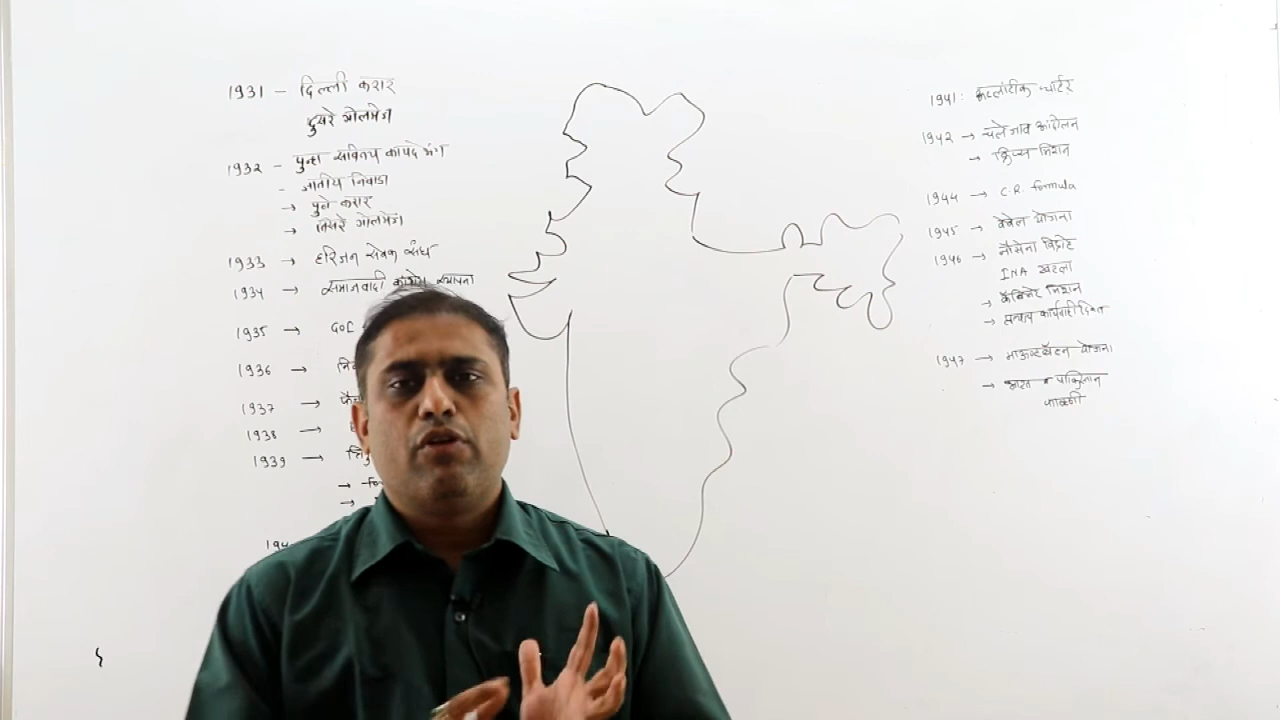 1931 - दिल्ली करार
दुसरे गोलमेज
1932 - पुन्हा सविनय कायदेभंग
- जातीय निवाडा
→ पुणे करार
→ तिसरे गोलमेज
1933 → हरिजन सेवक संघ
1934 → समाजवादी काँग्रेस स्थापना
1935 →
1936 →
1937 →
1938 →
1939 →
→
→
1941: अटलांटीक चार्टर
1942 → चले जाव आंदोलन
→ क्रिप्स मिशन
1944 → C.R. formula
1945 → वेवेल योजना
1946 → नौसेना विद्रोह
INA खटला
→ कॅबिनेट मिशन
→ प्रत्यक्ष कार्यवाही दिवस
1947 → माऊंटबॅटन योजना
→ भारत व पाकिस्तान
फाळणी